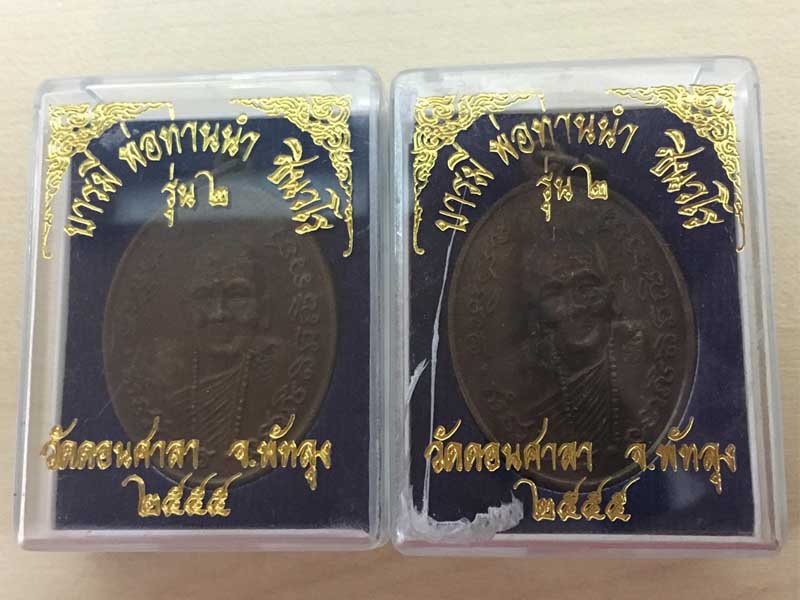 บารมี พ่อท่านนำ ชินวโร
รุ่น ๒
วัดดอนศาลา จ.พัทลุง
๒๕๕๕
บารมี พ่อท่านนำ ชินวโร
รุ่น ๒
วัดดอนศาลา จ.พัทลุง
๒๕๕๕